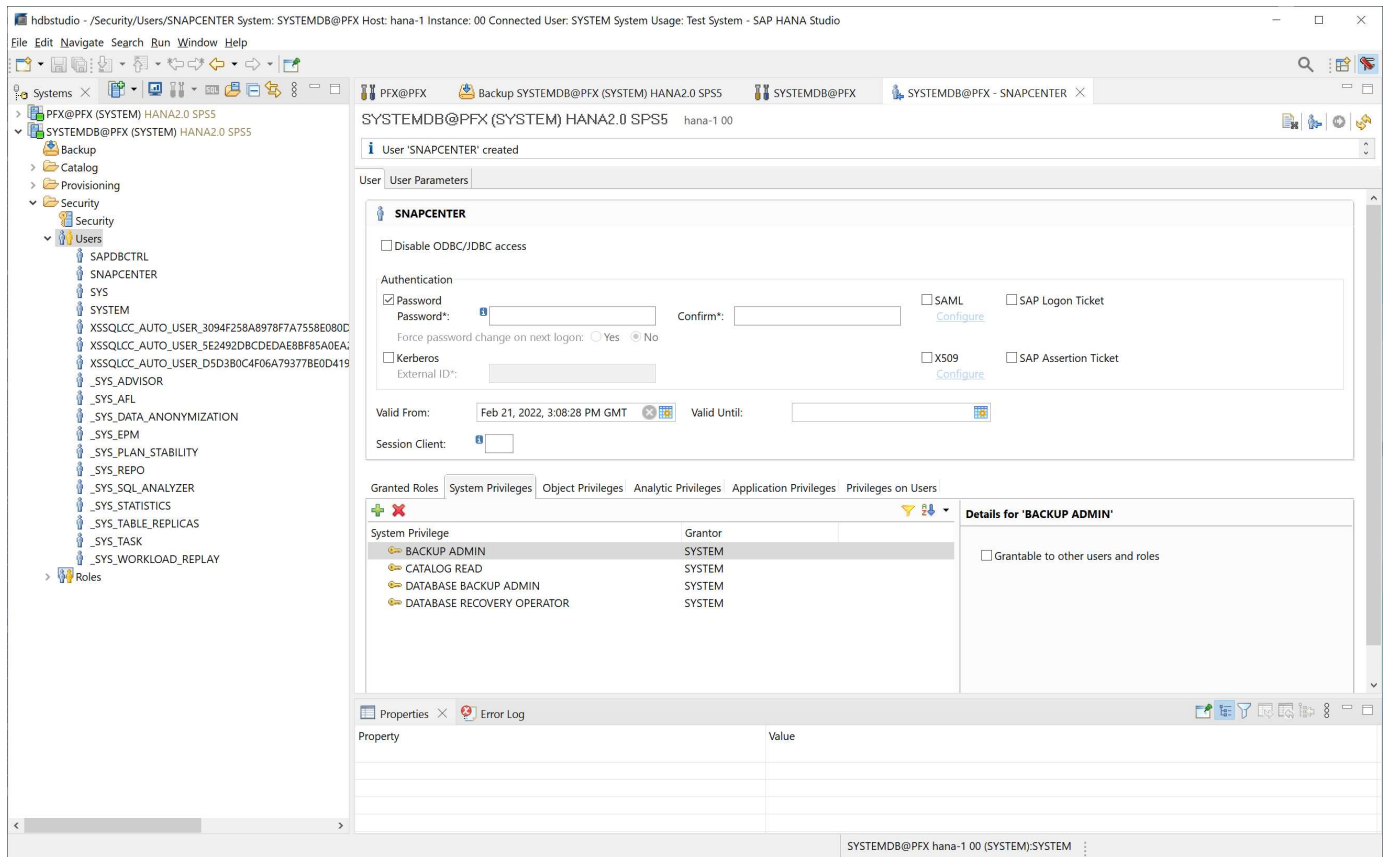 hdbstudio - /Security/Users/SNAPCENTER System: SYSTEMDB@PFX Host: hana-1 Instance: 00 Connected User: SYSTEM System Usage: Test System - SAP HANA Studio
File Edit Navigate Search Run Window Help
Systems
PFX@PFX (SYSTEM) HANA2.0 SPS5
SYSTEMDB@PFX (SYSTEM) HANA2.0 SPS5
Backup
Catalog
Provisioning
Security
Security
Users
SAPDBCTRL
SNAPCENTER
SYS
SYSTEM
XSSQLCC_AUTO_USER_3094F258A8978F7A7558E080D
XSSQLCC_AUTO_USER_5E2492DBCDEDAE8BF85A0EA
XSSQLCC_AUTO_USER_D5D3B0C4F06A79377BE0D419
_SYS_ADVISOR
_SYS_AFL
_SYS_DATA_ANONYMIZATION
_SYS_EPM
_SYS_PLAN_STABILITY
_SYS_REPO
_SYS_SQL_ANALYZER
_SYS_STATISTICS
_SYS_TABLE_REPLICAS
_SYS_TASK
_SYS_WORKLOAD_REPLAY
Roles
PFX@PFX Backup SYSTEMDB@PFX (SYSTEM) HANA2.0 SPS5 SYSTEMDB@PFX SYSTEMDB@PFX - SNAPCENTER
SYSTEMDB@PFX (SYSTEM) HANA2.0 SPS5 hana-1 00
User 'SNAPCENTER' created
User User Parameters
SNAPCENTER
Disable ODBC/JDBC access
Authentication
Password SAML SAP Logon Ticket
Password*: Confirm*: Configure
Force password change on next logon: Yes No
Kerberos X509 SAP Assertion Ticket
External ID*: Configure
Valid From: Feb 21, 2022, 3:08:28 PM GMT Valid Until:
Session Client:
Granted Roles System Privileges Object Privileges Analytic Privileges Application Privileges Privileges on Users
Details for 'BACKUP ADMIN'
System Privilege Grantor
BACKUP ADMIN SYSTEM
Grantable to other users and roles
CATALOG READ SYSTEM
DATABASE BACKUP ADMIN SYSTEM
DATABASE RECOVERY OPERATOR SYSTEM
Properties Error Log
Property Value
SYSTEMDB@PFX hana-1 00 (SYSTEM):SYSTEM